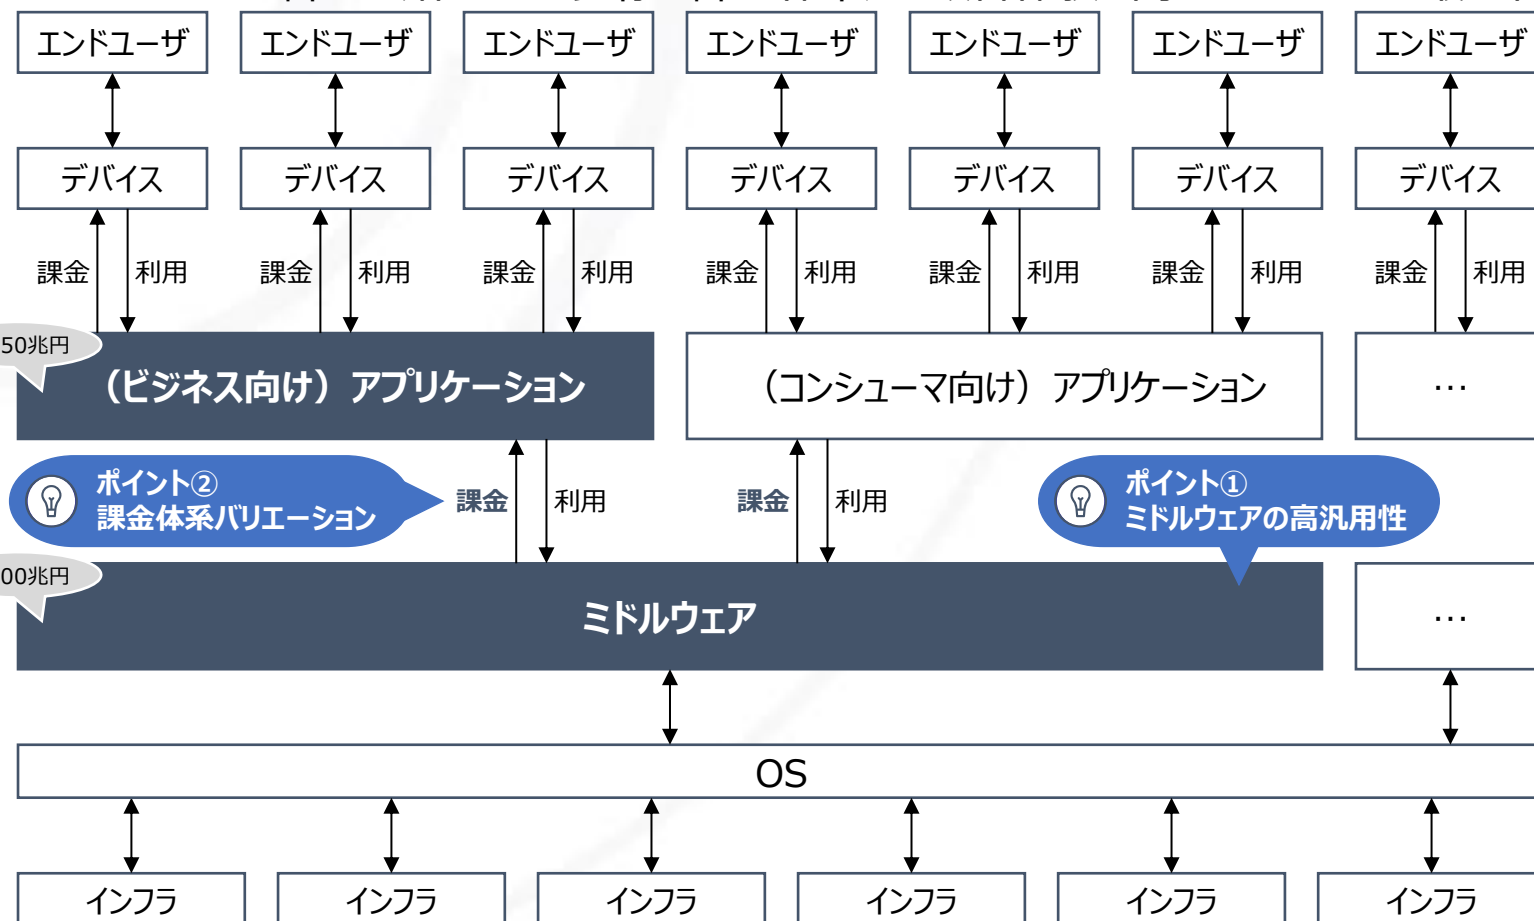 エンドユーザ エンドユーザ エンドユーザ エンドユーザ エンドユーザ エンドユーザ エンドユーザ
デバイス デバイス デバイス デバイス デバイス デバイス デバイス
課金 利用 課金 利用 課金 利用 課金 利用 課金 利用 課金 利用 課金 利用
50兆円
（ビジネス向け）アプリケーション
（コンシューマ向け）アプリケーション
…
ポイント②
課金体系バリエーション
課金 利用
課金 利用
ポイント①
ミドルウェアの高汎用性
00兆円
ミドルウェア
…
OS
インフラ インフラ インフラ インフラ インフラ インフラ